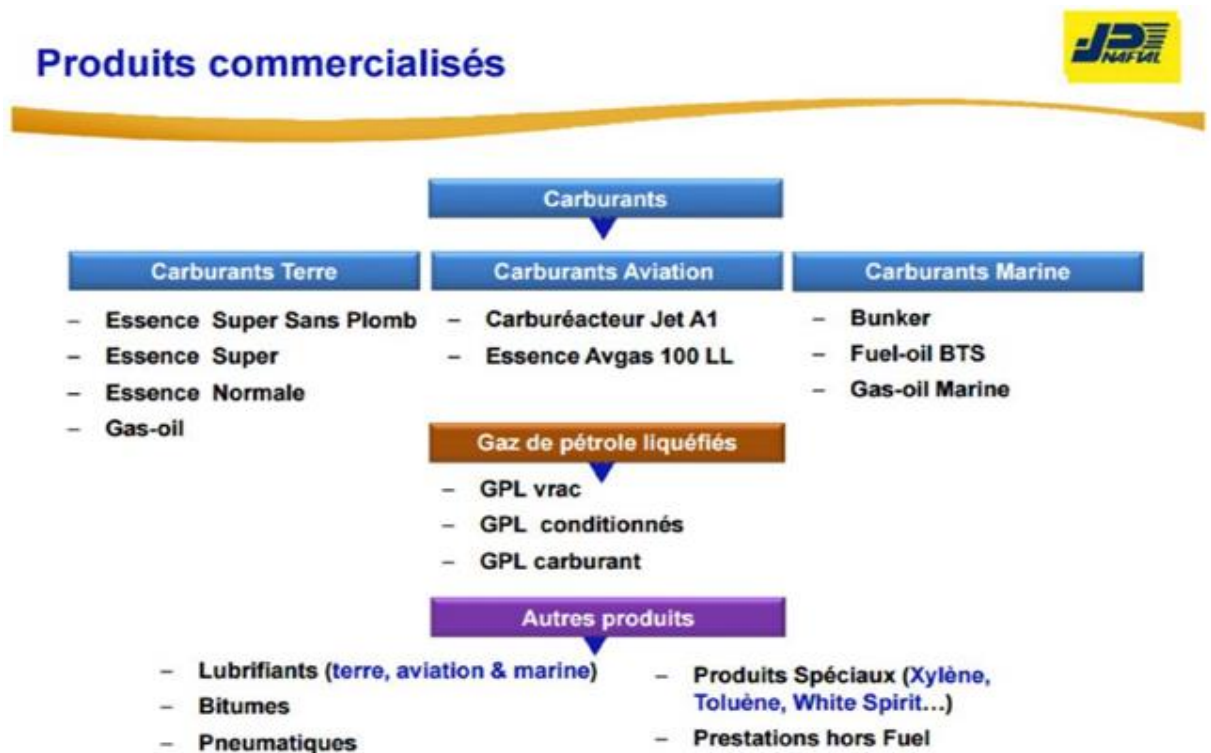 Produits commercialisés
NAFTAL
Carburants
Carburants Terre
– Essence Super Sans Plomb
– Essence Super
– Essence Normale
– Gas-oil
Carburants Aviation
– Carburéacteur Jet A1
– Essence Avgas 100 LL
Carburants Marine
– Bunker
– Fuel-oil BTS
– Gas-oil Marine
Gaz de pétrole liquéfiés
– GPL vrac
– GPL conditionnés
– GPL carburant
Autres produits
– Lubrifiants (terre, aviation & marine)
– Bitumes
– Pneumatiques
– Produits Spéciaux (Xylène,
Toluène, White Spirit…)
– Prestations hors Fuel